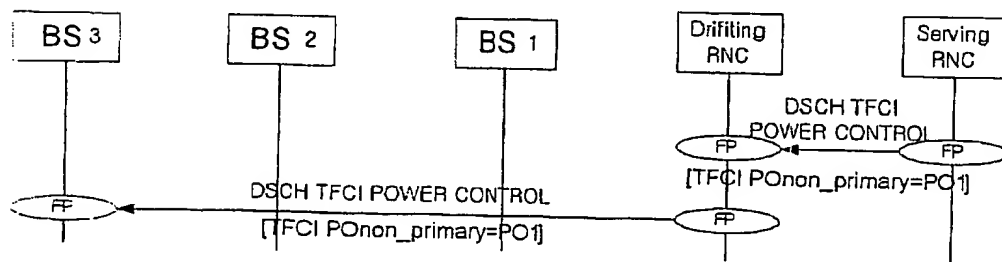 BS 3
BS 2
BS 1
Drifiting
RNC
Serving
RNC
DSCH TFCI
POWER CONTROL
FP
FP
[TFCI POnon_primary=PO1]
DSCH TFCI POWER CONTROL
FP
FP
[TFCI POnon_primary=PO1]